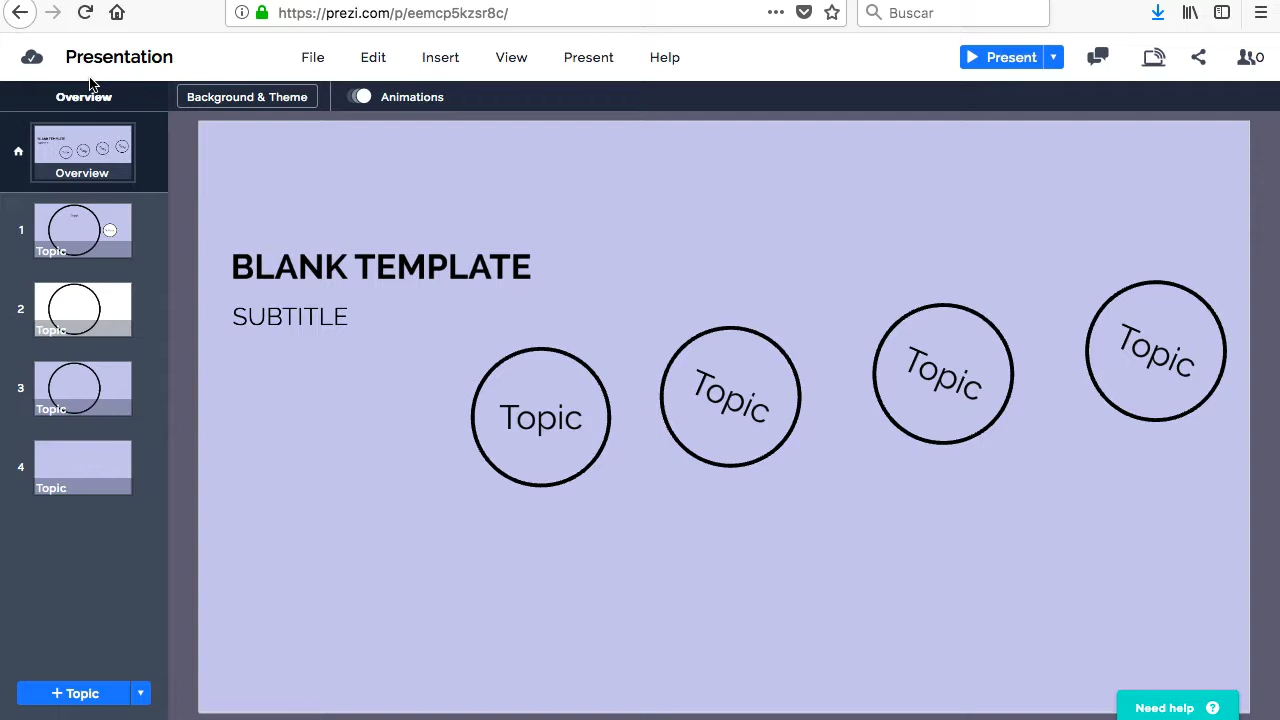 https://prezi.com/p/eemcp5kzsr8c/
Buscar
Presentation
File
Edit
Insert
View
Present
Help
Present
0
Overview
Background & Theme
Animations
Overview
1
Topic
2
Topic
3
Topic
4
Topic
+ Topic
BLANK TEMPLATE
SUBTITLE
Topic
Topic
Topic
Topic
Need help ?